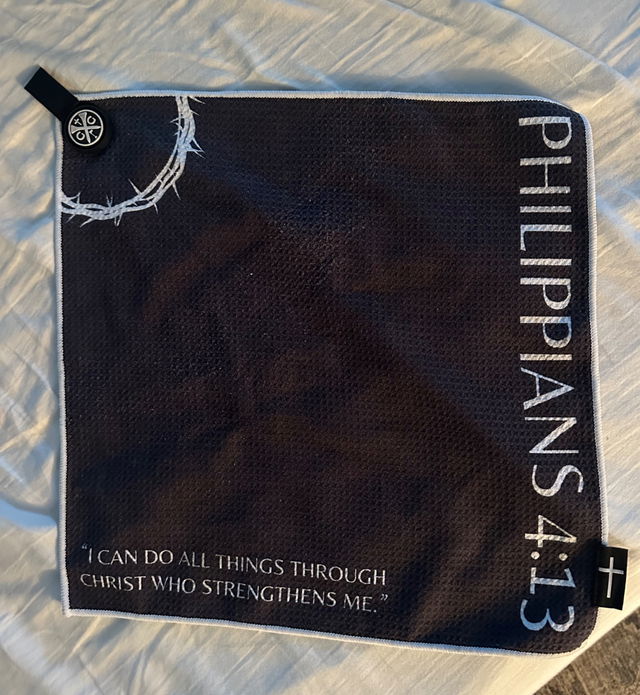 PHILIPPIANS 4:13
“I CAN DO ALL THINGS THROUGH
CHRIST WHO STRENGTHENS ME.”